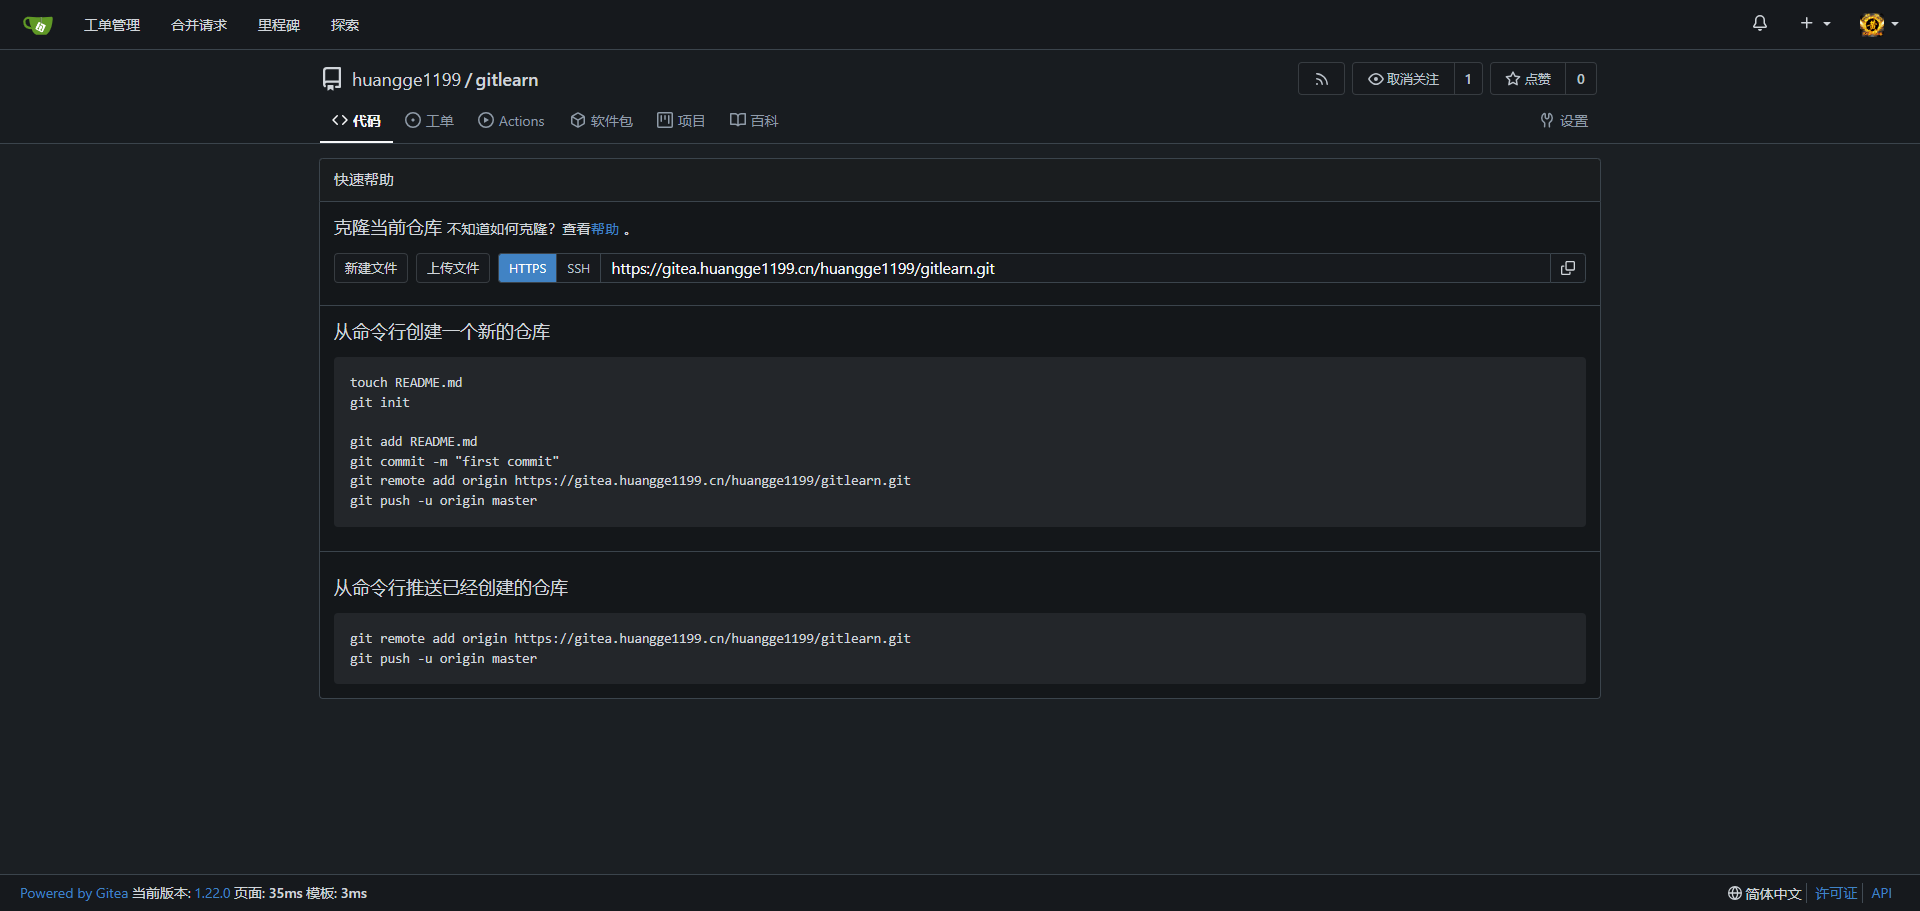 工单管理 合并请求 里程碑 探索
huangge1199 / gitlearn 取消关注 1 点赞 0
代码 工单 Actions 软件包 项目 百科 设置
快速帮助
克隆当前仓库 不知道如何克隆？查看帮助 。
新建文件 上传文件 HTTPS SSH https://gitea.huangge1199.cn/huangge1199/gitlearn.git
从命令行创建一个新的仓库
touch README.md
git init
git add README.md
git commit -m "first commit"
git remote add origin https://gitea.huangge1199.cn/huangge1199/gitlearn.git
git push -u origin master
从命令行推送已经创建的仓库
git remote add origin https://gitea.huangge1199.cn/huangge1199/gitlearn.git
git push -u origin master
Powered by Gitea 当前版本: 1.22.0 页面: 35ms 模板: 3ms 简体中文 许可证 API